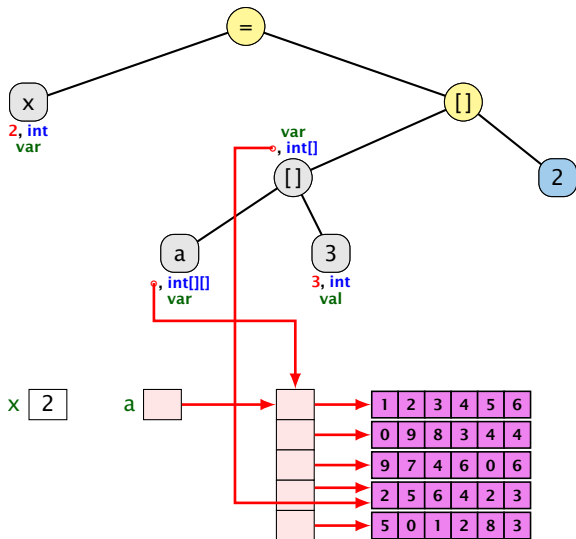 =
x
[]
2, int
var
var
, int[]
[]
2
a
3
, int[][]
var
3, int
val
x 2
a
1 2 3 4 5 6
0 9 8 3 4 4
9 7 4 6 0 6
2 5 6 4 2 3
5 0 1 2 8 3